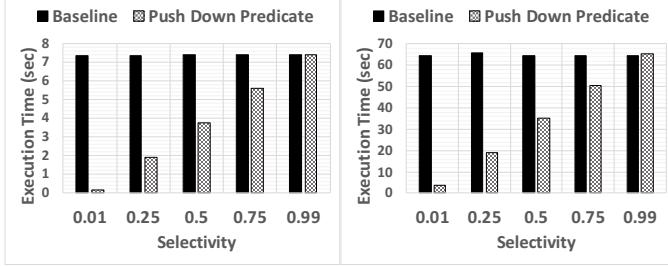 Baseline Push Down Predicate
Execution Time (sec)
8
7
6
5
4
3
2
1
0
0.01 0.25 0.5 0.75 0.99
Selectivity
Baseline Push Down Predicate
Execution Time (sec)
70
60
50
40
30
20
10
0
0.01 0.25 0.5 0.75 0.99
Selectivity